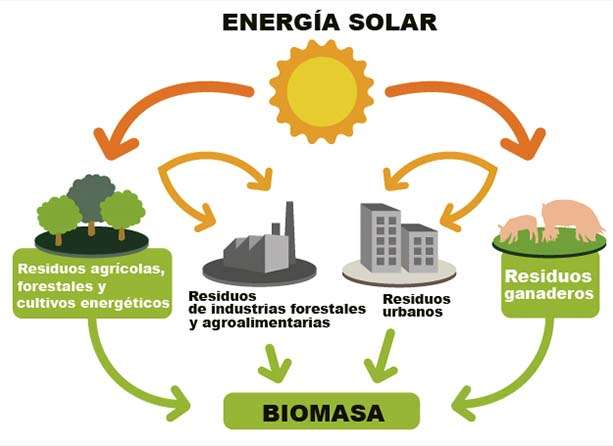 ENERGÍA SOLAR
Residuos agrícolas,
forestales y
cultivos energéticos
Residuos
de industrias forestales
y agroalimentarias
Residuos
urbanos
Residuos
ganaderos
BIOMASA